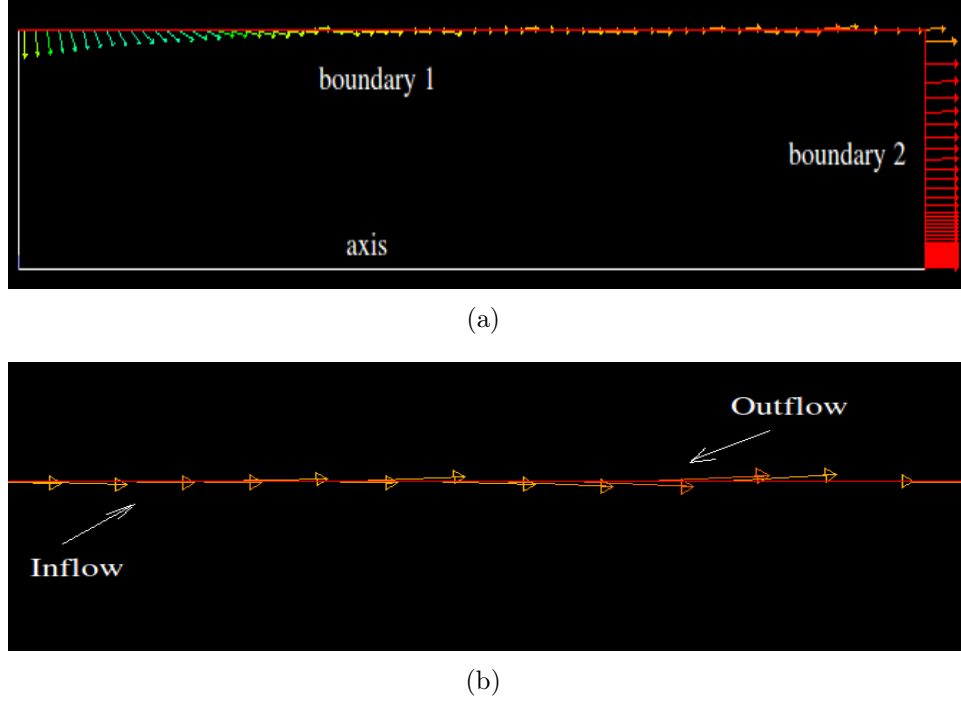 boundary 1
boundary 2
axis
(a)
Outflow
Inflow
(b)